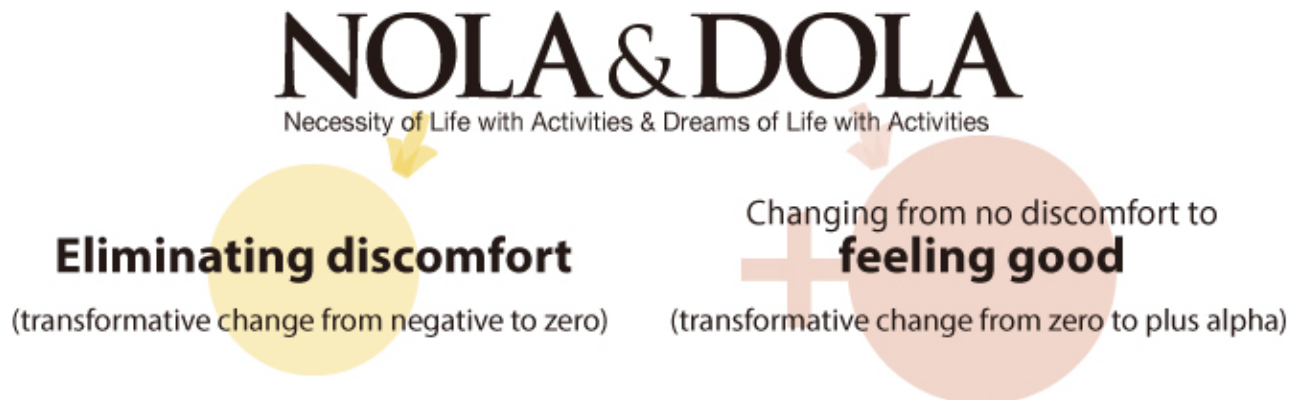 NOLA&DOLA
Necessity of Life with Activities & Dreams of Life with Activities
Eliminating discomfort
(transformative change from negative to zero)
Changing from no discomfort to
feeling good
(transformative change from zero to plus alpha)